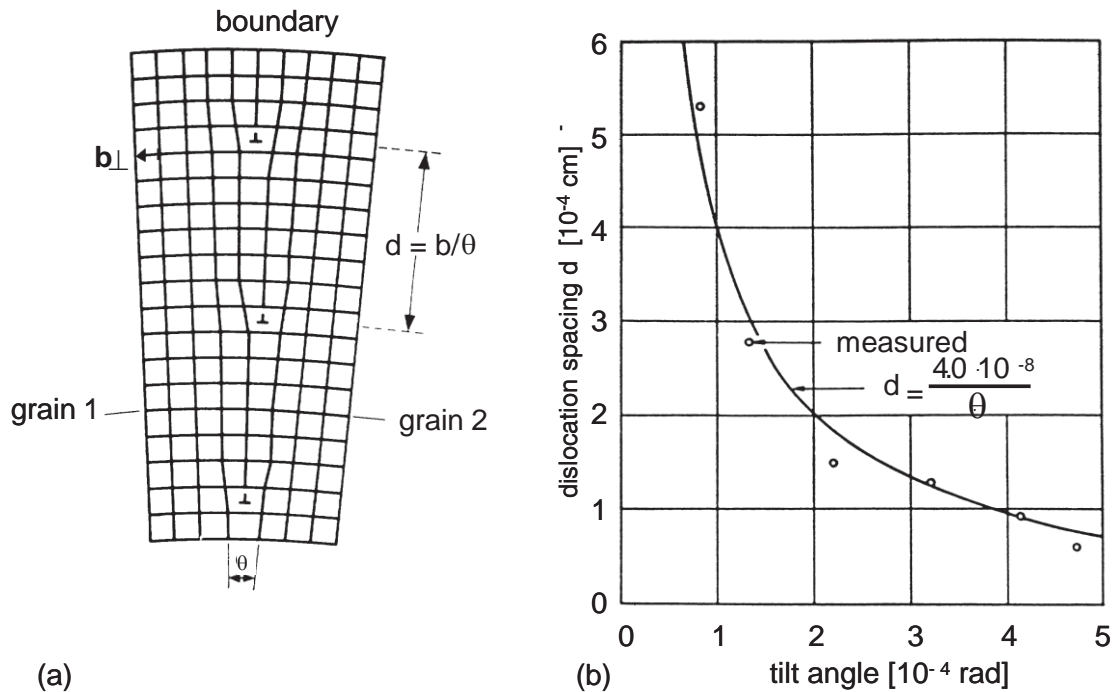 boundary
b⊥
d = b/θ
grain 1
grain 2
θ
(a)
6
5
4
3
2
1
0
dislocation spacing d [10⁻⁴ cm]
measured
d = 4.0 · 10⁻⁸ / θ
0 1 2 3 4 5
tilt angle [10⁻⁴ rad]
(b)